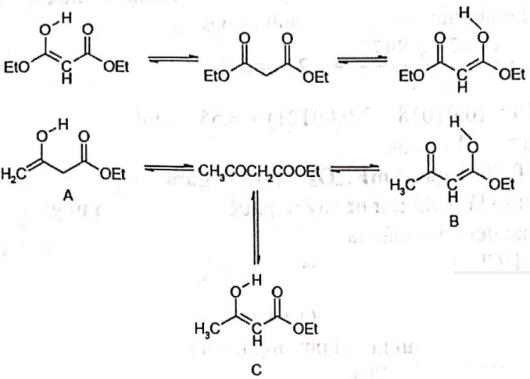 O H O O O H O O
EtO H OEt EtO OEt EtO H OEt
O H O H O O
H₂C OEt CH₃COCH₂COOEt H₃C H OEt
A B
O H O
H₃C H OEt
C